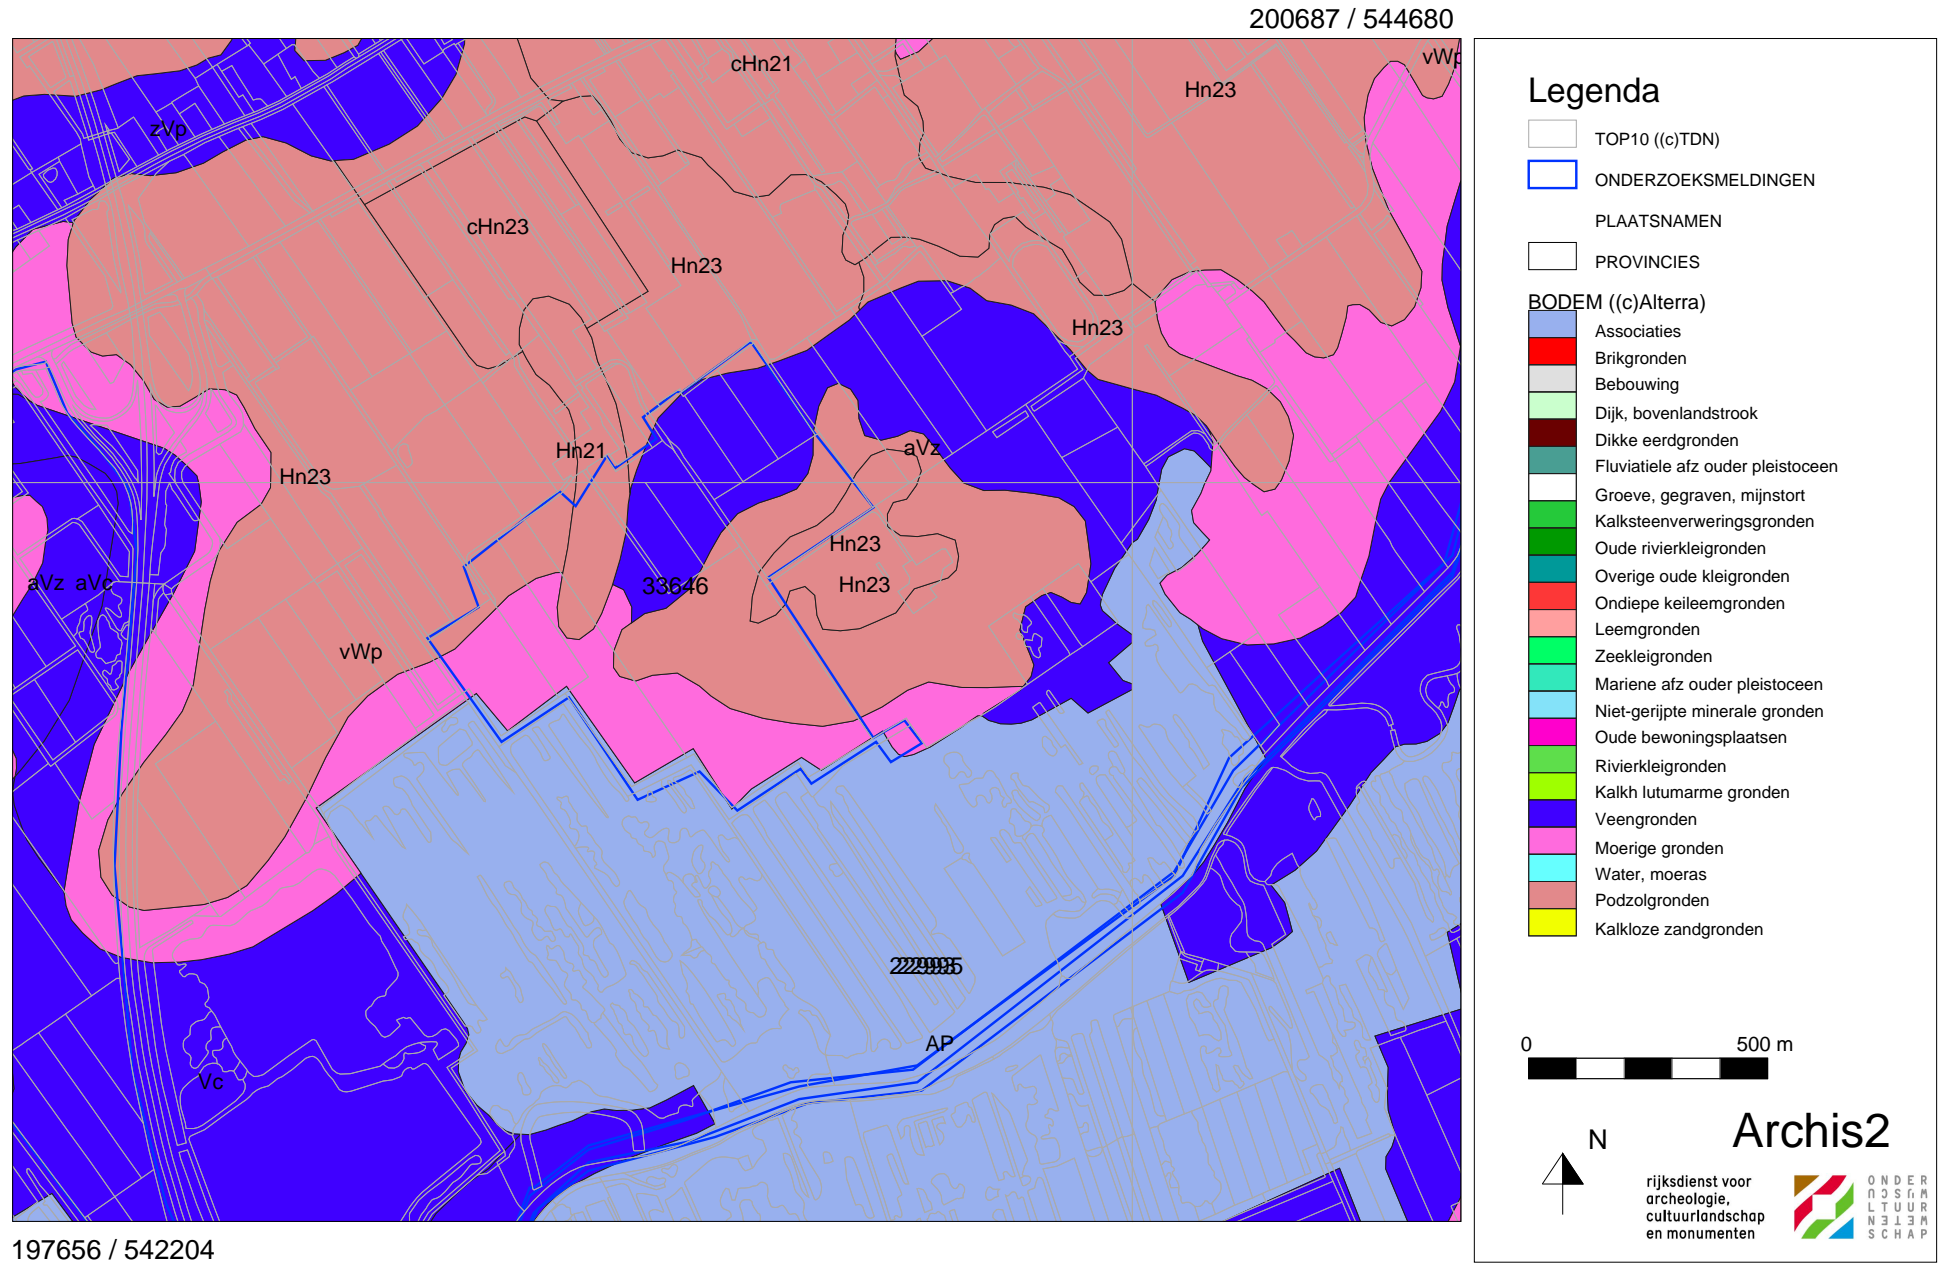 200687 / 544680
cHn21
vWp
Hn23
zVp
cHn23
Hn23
Hn23
Hn21
aVz
Hn23
Hn23
33646
Hn23
aVz aVc
vWp
AP
Vc
197656 / 542204
Legenda
TOP10 ((c)TDN)
ONDERZOEKSMELDINGEN
PLAATSNAMEN
PROVINCIES
BODEM ((c)Alterra)
Associaties
Brikgronden
Bebouwing
Dijk, bovenlandstrook
Dikke eerdgronden
Fluviatiele afz ouder pleistoceen
Groeve, gegraven, mijnstort
Kalksteenverweringsgronden
Oude rivierkleigronden
Overige oude kleigronden
Ondiepe keileemgronden
Leemgronden
Zeekleigronden
Mariene afz ouder pleistoceen
Niet-gerijpte minerale gronden
Oude bewoningsplaatsen
Rivierkleigronden
Kalkh lutumarme gronden
Veengronden
Moerige gronden
Water, moeras
Podzolgronden
Kalkloze zandgronden
0 500 m
N
Archis2
rijksdienst voor
archeologie,
cultuurlandschap
en monumenten
ONDER
SCHAP